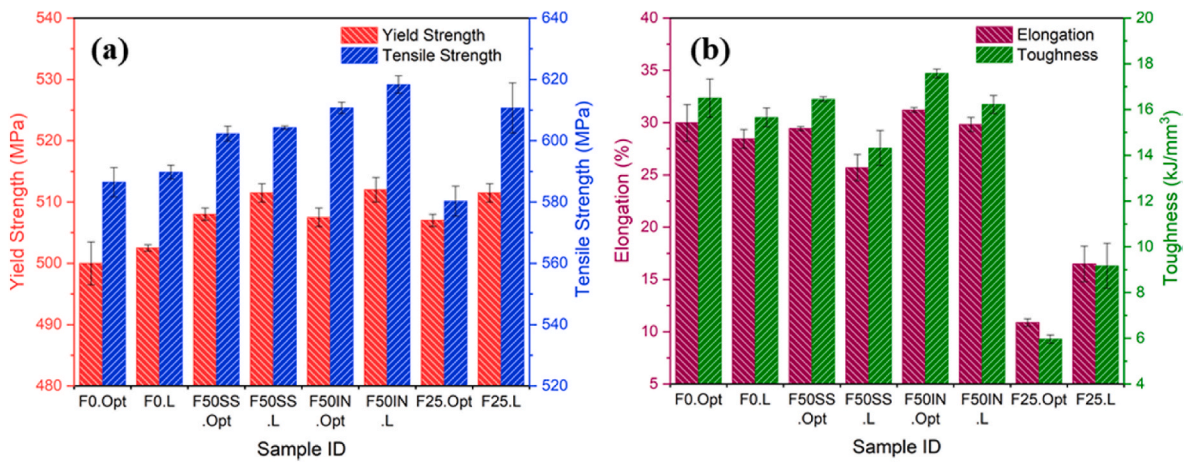 (a)
Yield Strength
Tensile Strength
Yield Strength (MPa)
540
530
520
510
500
490
480
Tensile Strength (MPa)
640
620
600
580
560
540
520
F0.Opt F0.L F50SS F50SS F50IN F50IN F25.Opt F25.L
.Opt .L .Opt .L
Sample ID
(b)
Elongation
Toughness
Elongation (%)
40
35
30
25
20
15
10
5
Toughness (kJ/mm³)
20
18
16
14
12
10
8
6
4
F0.Opt F0.L F50SS F50SS F50IN F50IN F25.Opt F25.L
.Opt .L .Opt .L
Sample ID